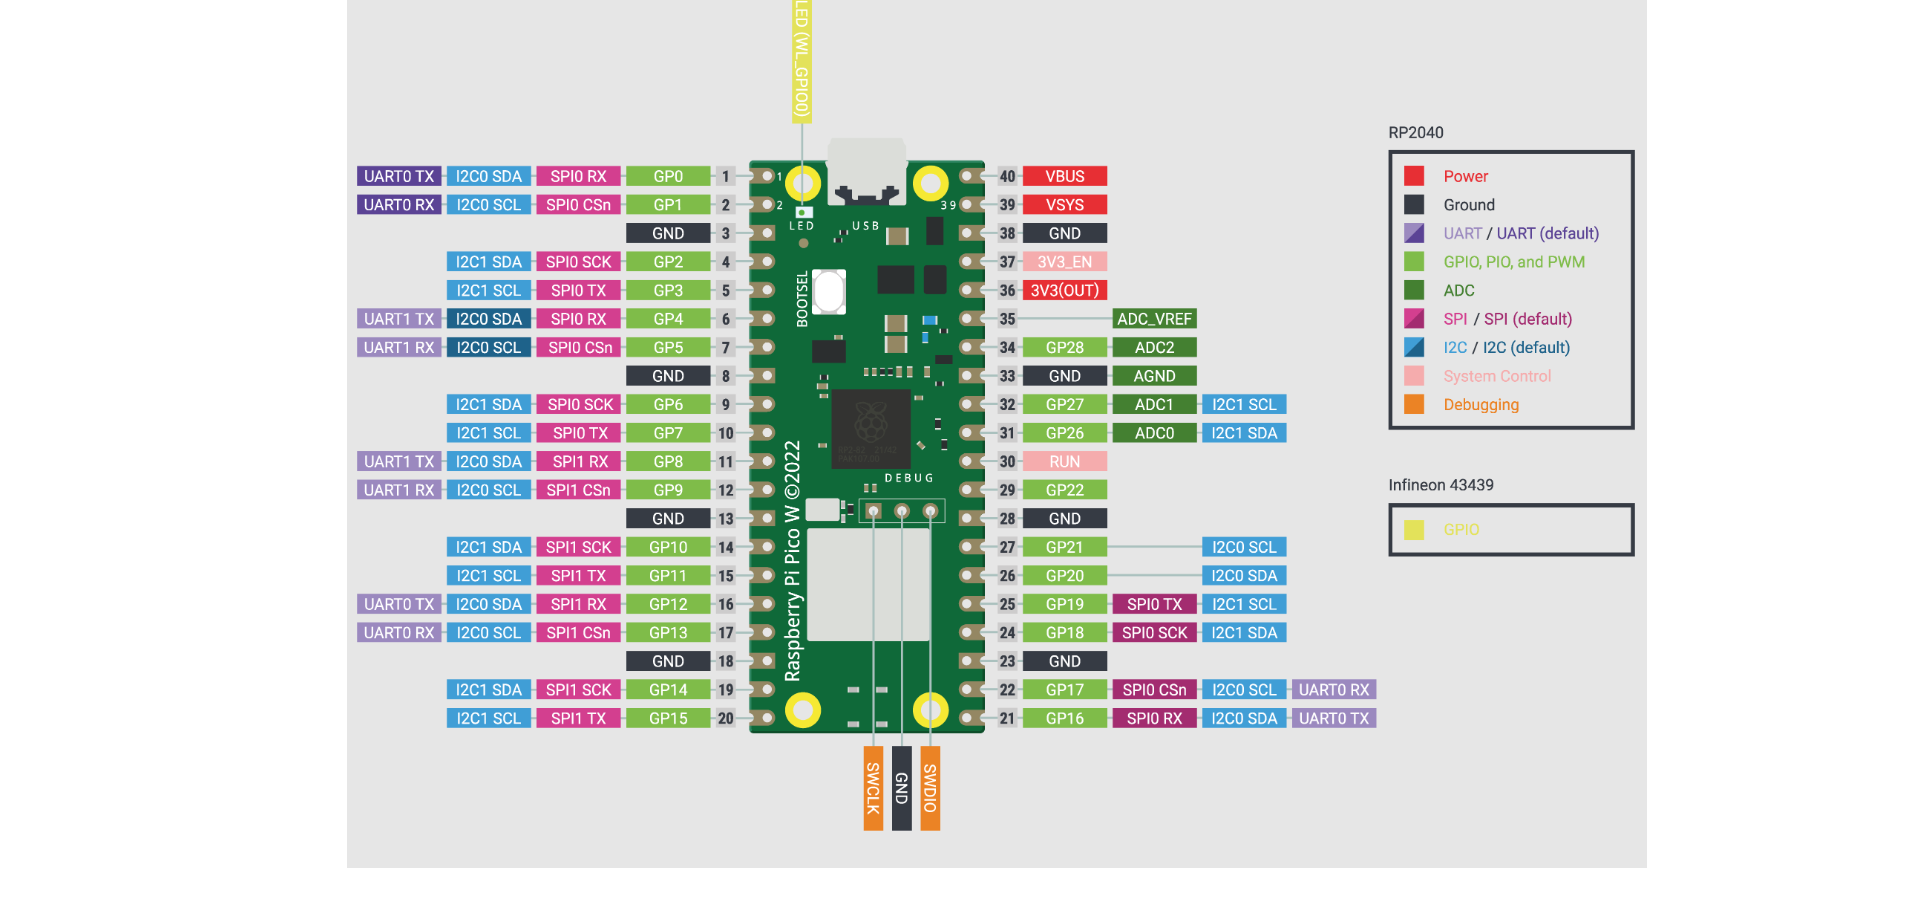 LED (WL_GPIO0)
RP2040
UART0 TX I2C0 SDA SPI0 RX GP0 1 1 40 VBUS Power
UART0 RX I2C0 SCL SPI0 CSn GP1 2 2 39 39 VSYS Ground
LED USB
GND 3 38 GND UART / UART (default)
I2C1 SDA SPI0 SCK GP2 4 37 3V3_EN GPIO, PIO, and PWM
I2C1 SCL SPI0 TX GP3 5 36 3V3(OUT) ADC
BOOTSEL
UART1 TX I2C0 SDA SPI0 RX GP4 6 35 ADC_VREF SPI / SPI (default)
UART1 RX I2C0 SCL SPI0 CSn GP5 7 34 GP28 ADC2 I2C / I2C (default)
GND 8 33 GND AGND System Control
I2C1 SDA SPI0 SCK GP6 9 32 GP27 ADC1 I2C1 SCL Debugging
I2C1 SCL SPI0 TX GP7 10 31 GP26 ADC0 I2C1 SDA
UART1 TX I2C0 SDA SPI1 RX GP8 11 30 RUN
DEBUG
Infineon 43439
UART1 RX I2C0 SCL SPI1 CSn GP9 12 29 GP22
GND 13 28 GND GPIO
I2C1 SDA SPI1 SCK GP10 14 27 GP21 I2C0 SCL
I2C1 SCL SPI1 TX GP11 15 26 GP20 I2C0 SDA
Raspberry Pi Pico W ©2022
UART0 TX I2C0 SDA SPI1 RX GP12 16 25 GP19 SPI0 TX I2C1 SCL
UART0 RX I2C0 SCL SPI1 CSn GP13 17 24 GP18 SPI0 SCK I2C1 SDA
GND 18 23 GND
I2C1 SDA SPI1 SCK GP14 19 22 GP17 SPI0 CSn I2C0 SCL UART0 RX
I2C1 SCL SPI1 TX GP15 20 21 GP16 SPI0 RX I2C0 SDA UART0 TX
SWCLK
GND
SWDIO